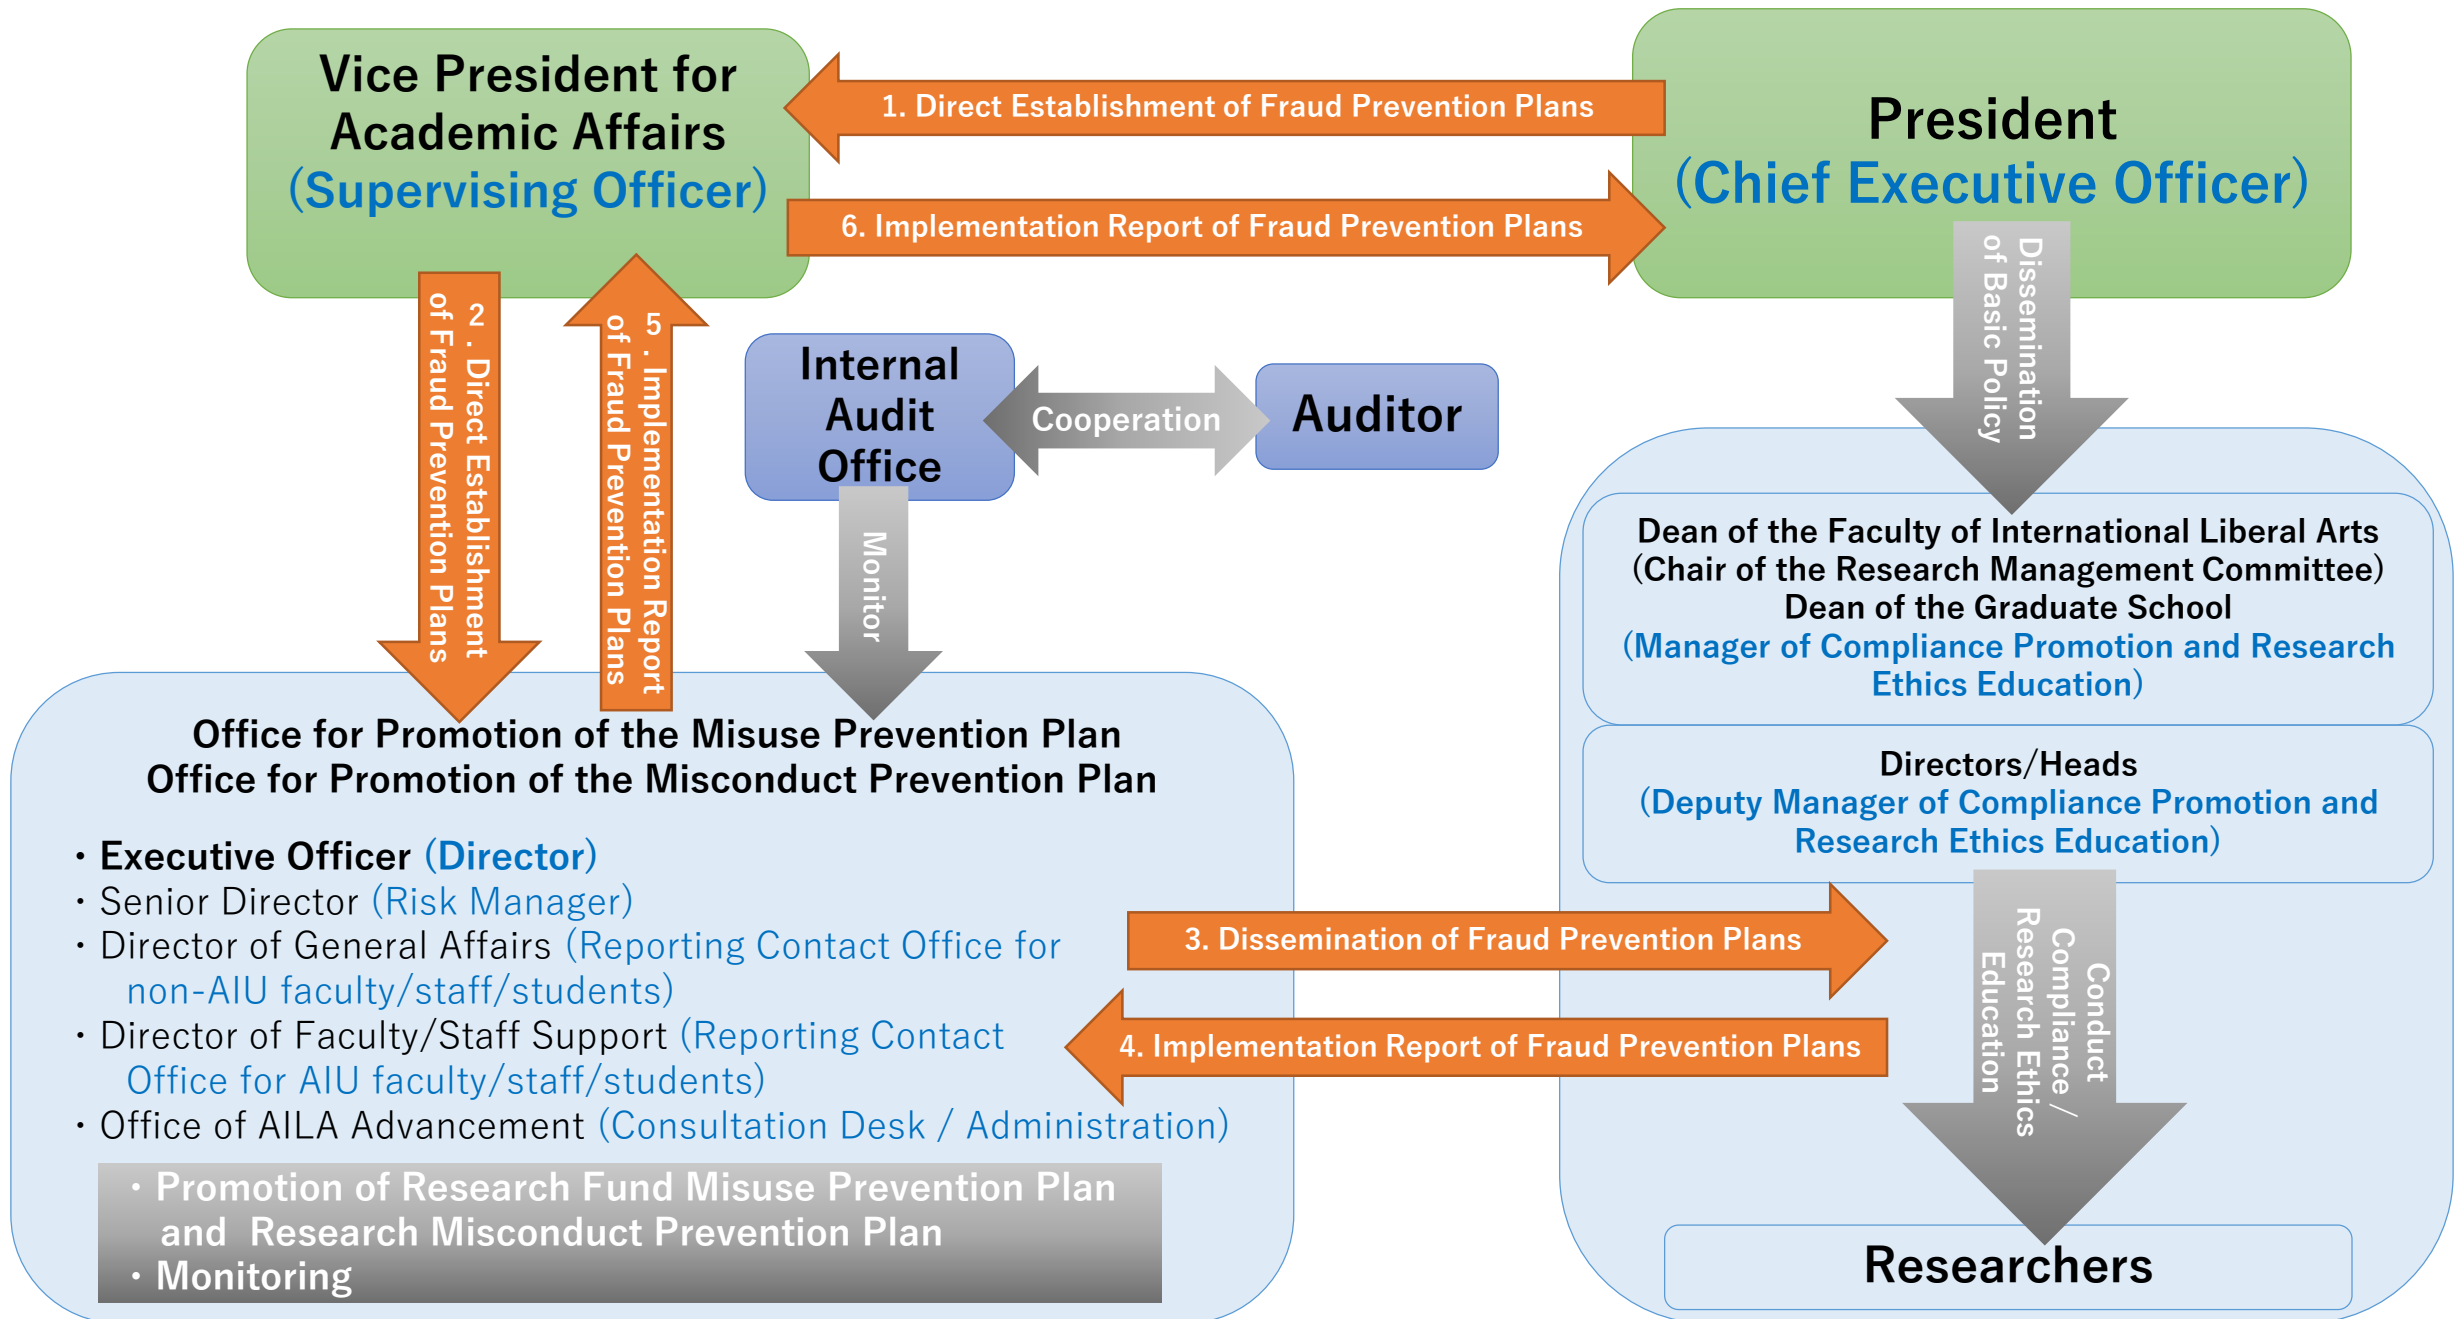 Vice President for
Academic Affairs
(Supervising Officer)
1. Direct Establishment of Fraud Prevention Plans
6. Implementation Report of Fraud Prevention Plans
President
(Chief Executive Officer)
2. Direct Establishment
of Fraud Prevention Plans
5. Implementation Report
of Fraud Prevention Plans
Internal
Audit
Office
Cooperation
Auditor
Monitor
Dissemination
of Basic Policy
Dean of the Faculty of International Liberal Arts
(Chair of the Research Management Committee)
Dean of the Graduate School
(Manager of Compliance Promotion and Research
Ethics Education)
Directors/Heads
(Deputy Manager of Compliance Promotion and
Research Ethics Education)
Office for Promotion of the Misuse Prevention Plan
Office for Promotion of the Misconduct Prevention Plan
・Executive Officer (Director)
・Senior Director (Risk Manager)
・Director of General Affairs (Reporting Contact Office for
non-AIU faculty/staff/students)
・Director of Faculty/Staff Support (Reporting Contact
Office for AIU faculty/staff/students)
・Office of AILA Advancement (Consultation Desk / Administration)
・Promotion of Research Fund Misuse Prevention Plan
and Research Misconduct Prevention Plan
・Monitoring
3. Dissemination of Fraud Prevention Plans
4. Implementation Report of Fraud Prevention Plans
Conduct
Compliance /
Research Ethics
Education
Researchers